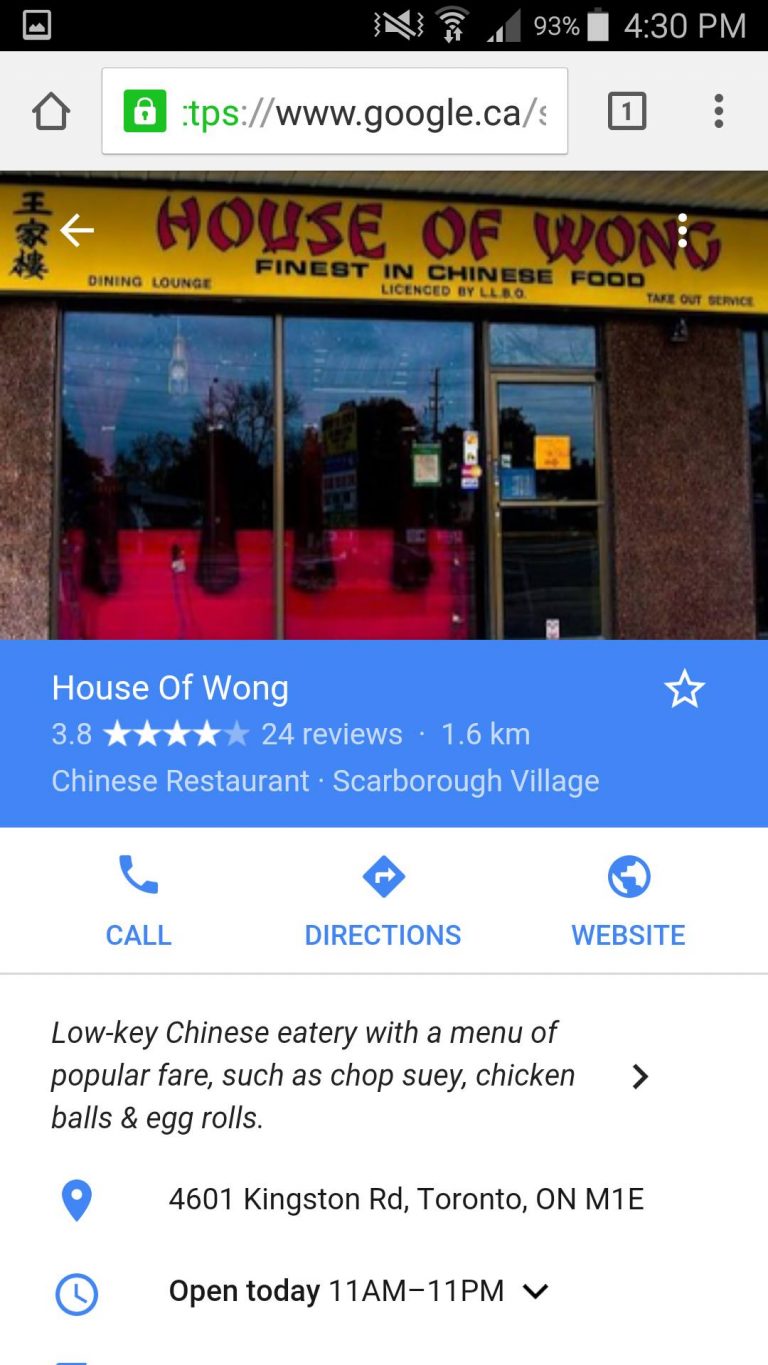 93% 4:30 PM
:tps://www.google.ca/s
1
王家樓
HOUSE OF WONG
FINEST IN CHINESE FOOD
DINING LOUNGE
LICENCED BY L.L.B.O.
TAKE OUT SERVICE
House Of Wong
3.8 24 reviews · 1.6 km
Chinese Restaurant · Scarborough Village
CALL DIRECTIONS WEBSITE
Low-key Chinese eatery with a menu of
popular fare, such as chop suey, chicken
balls & egg rolls.
4601 Kingston Rd, Toronto, ON M1E
Open today 11AM–11PM